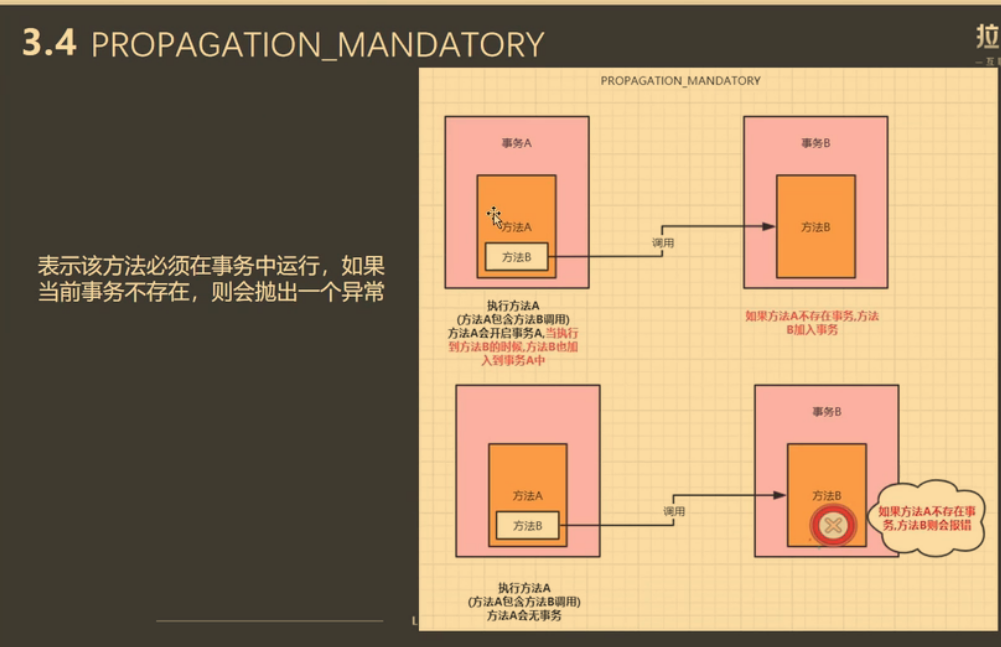 3.4 PROPAGATION_MANDATORY
拉
表示该方法必须在事务中运行，如果
当前事务不存在，则会抛出一个异常
PROPAGATION_MANDATORY
事务A
方法A
方法B
调用
事务B
方法B
执行方法A
(方法A包含方法B调用)
方法A会开启事务A,当执行
到方法B的时候,方法B也加
入到事务A中
如果方法A不存在事务,方法
B加入事务
方法A
方法B
调用
事务B
方法B
如果方法A不存在事
务,方法B则会报错
执行方法A
(方法A包含方法B调用)
方法A会无事务
L